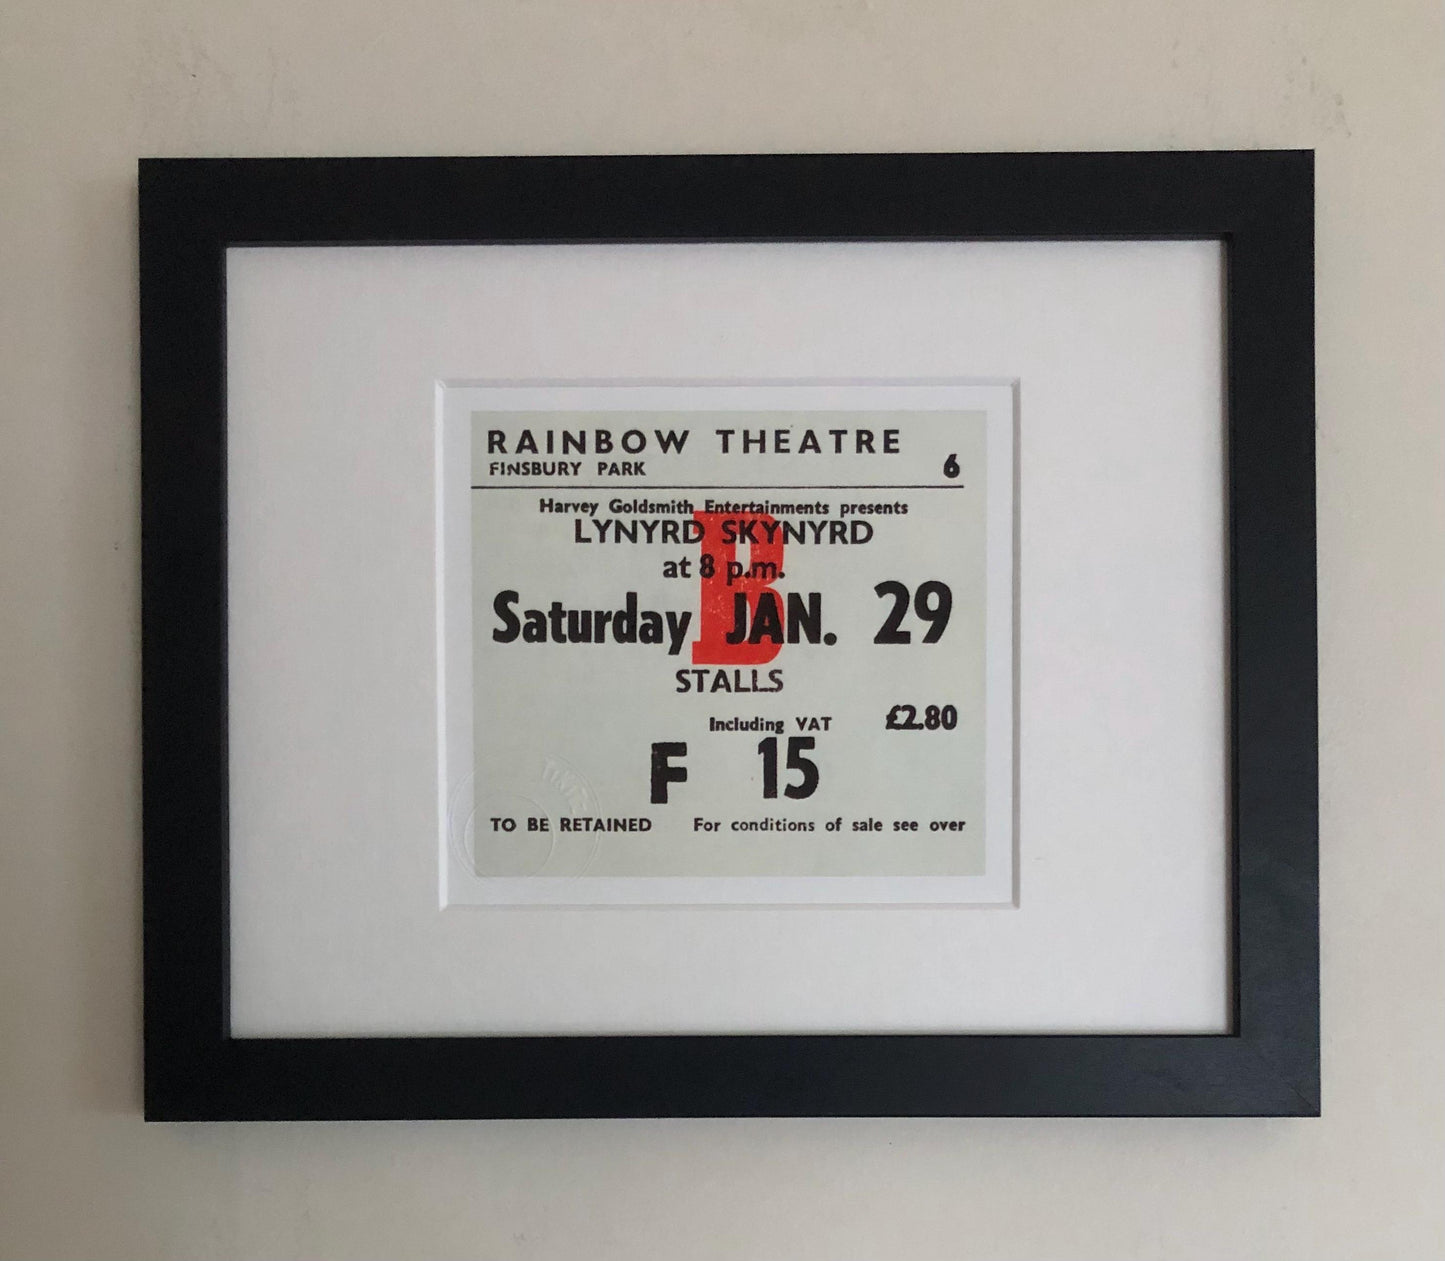 RAINBOW THEATRE
FINSBURY PARK 6
Harvey Goldsmith Entertainments presents
LYNYRD SKYNYRD
at 8 p.m.
B
Saturday JAN. 29
STALLS
Including VAT £2.80
F 15
TO BE RETAINED For conditions of sale see over